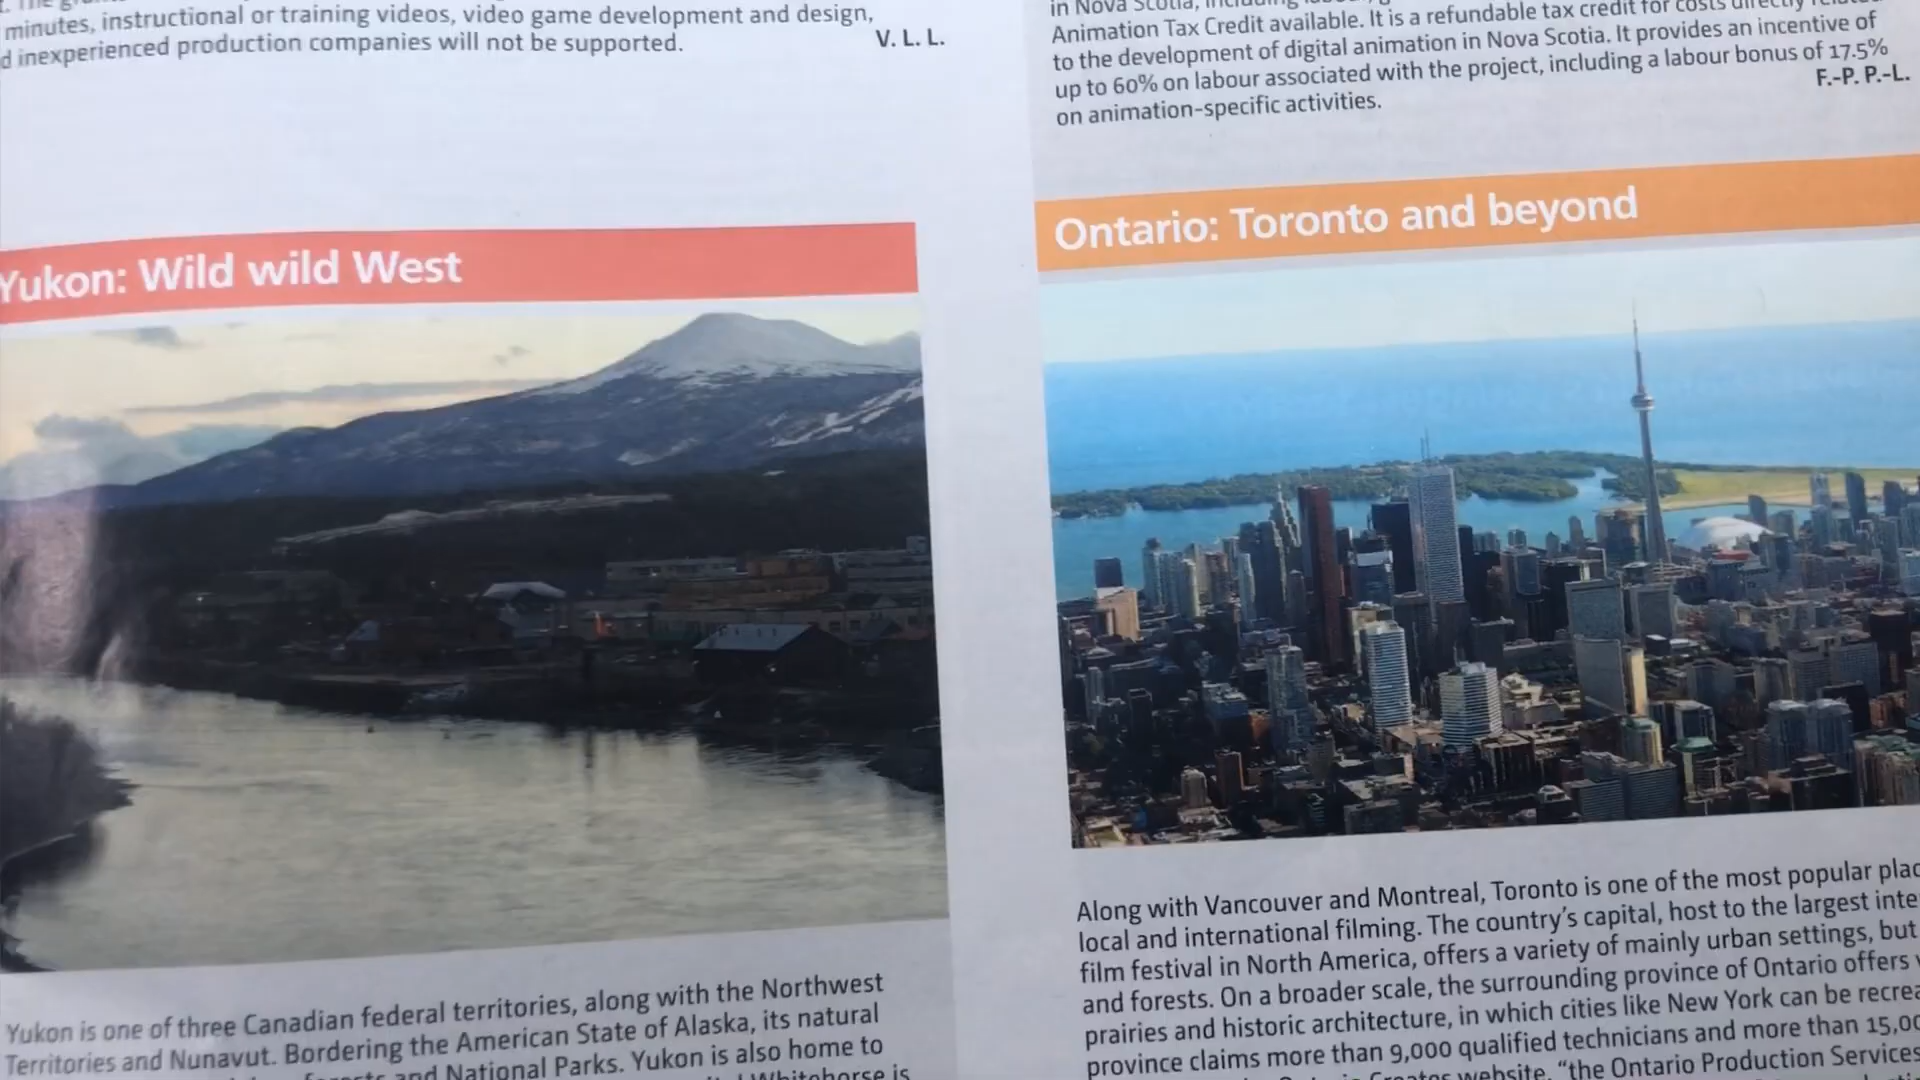 minutes, instructional or training videos, video game development and design,
inexperienced production companies will not be supported.
V. L. L.
Yukon: Wild wild West
Yukon is one of three Canadian federal territories, along with the Northwest
Territories and Nunavut. Bordering the American State of Alaska, its natural
and National Parks. Yukon is also home to
Whitehorse is
in Nova Scotia, including
Animation Tax Credit available. It is a refundable tax credit for costs directly
to the development of digital animation in Nova Scotia. It provides an incentive of
up to 60% on labour associated with the project, including a labour bonus of 17.5%
on animation-specific activities.
F.-P. P.-L.
Ontario: Toronto and beyond
Along with Vancouver and Montreal, Toronto is one of the most popular
local and international filming. The country's capital, host to the largest
film festival in North America, offers a variety of mainly urban settings, but
and forests. On a broader scale, the surrounding province of Ontario offers
prairies and historic architecture, in which cities like New York can be
province claims more than 9,000 qualified technicians and more than
website, "the Ontario Production Services